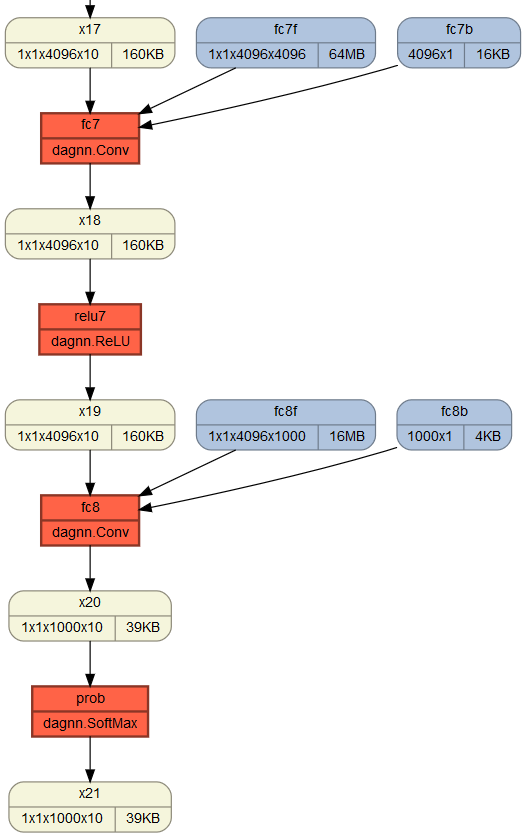 x17
1x1x4096x10 160KB
fc7f
1x1x4096x4096 64MB
fc7b
4096x1 16KB
fc7
dagnn.Conv
x18
1x1x4096x10 160KB
relu7
dagnn.ReLU
x19
1x1x4096x10 160KB
fc8f
1x1x4096x1000 16MB
fc8b
1000x1 4KB
fc8
dagnn.Conv
x20
1x1x1000x10 39KB
prob
dagnn.SoftMax
x21
1x1x1000x10 39KB